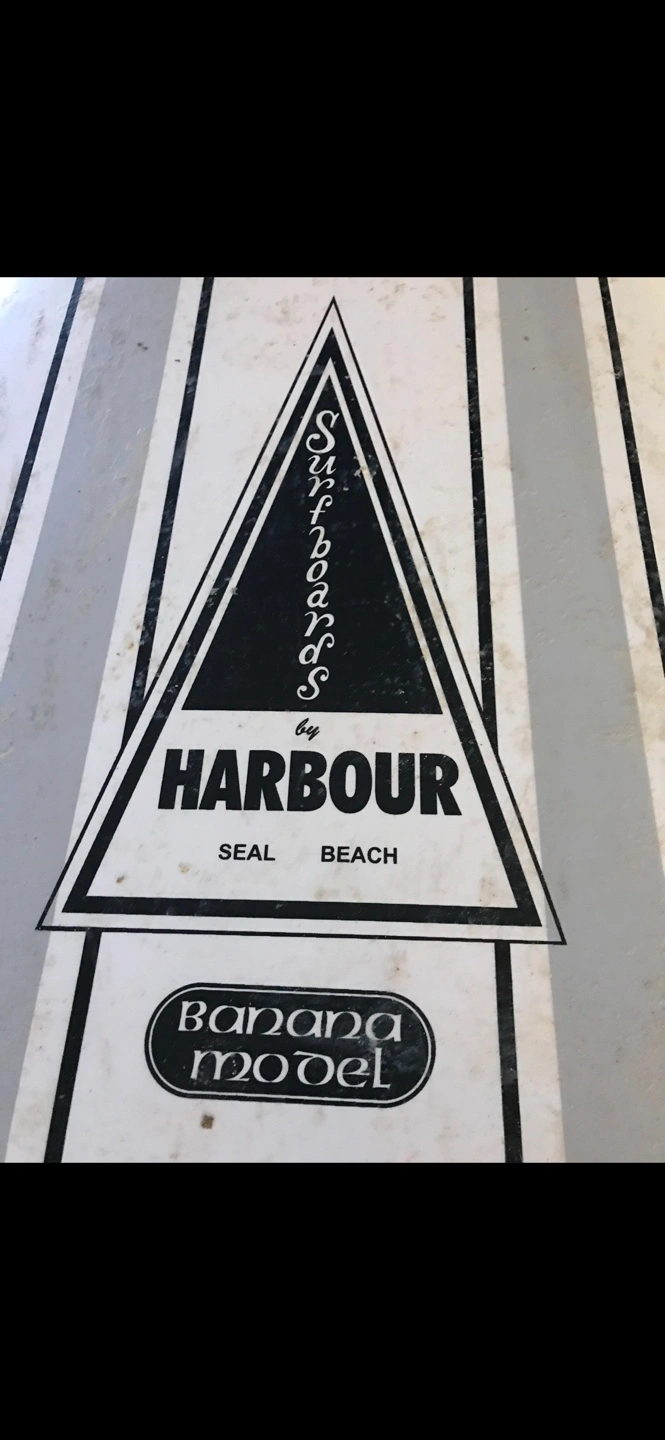 Surfboards
by
HARBOUR
SEAL BEACH
Banana
model